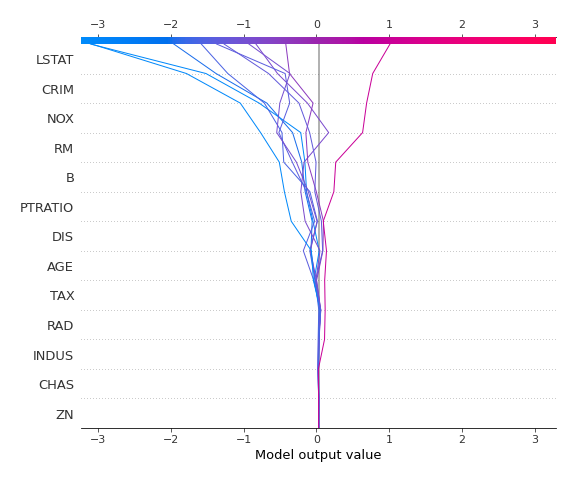 −3 −2 −1 0 1 2 3
LSTAT
CRIM
NOX
RM
B
PTRATIO
DIS
AGE
TAX
RAD
INDUS
CHAS
ZN
−3 −2 −1 0 1 2 3
Model output value